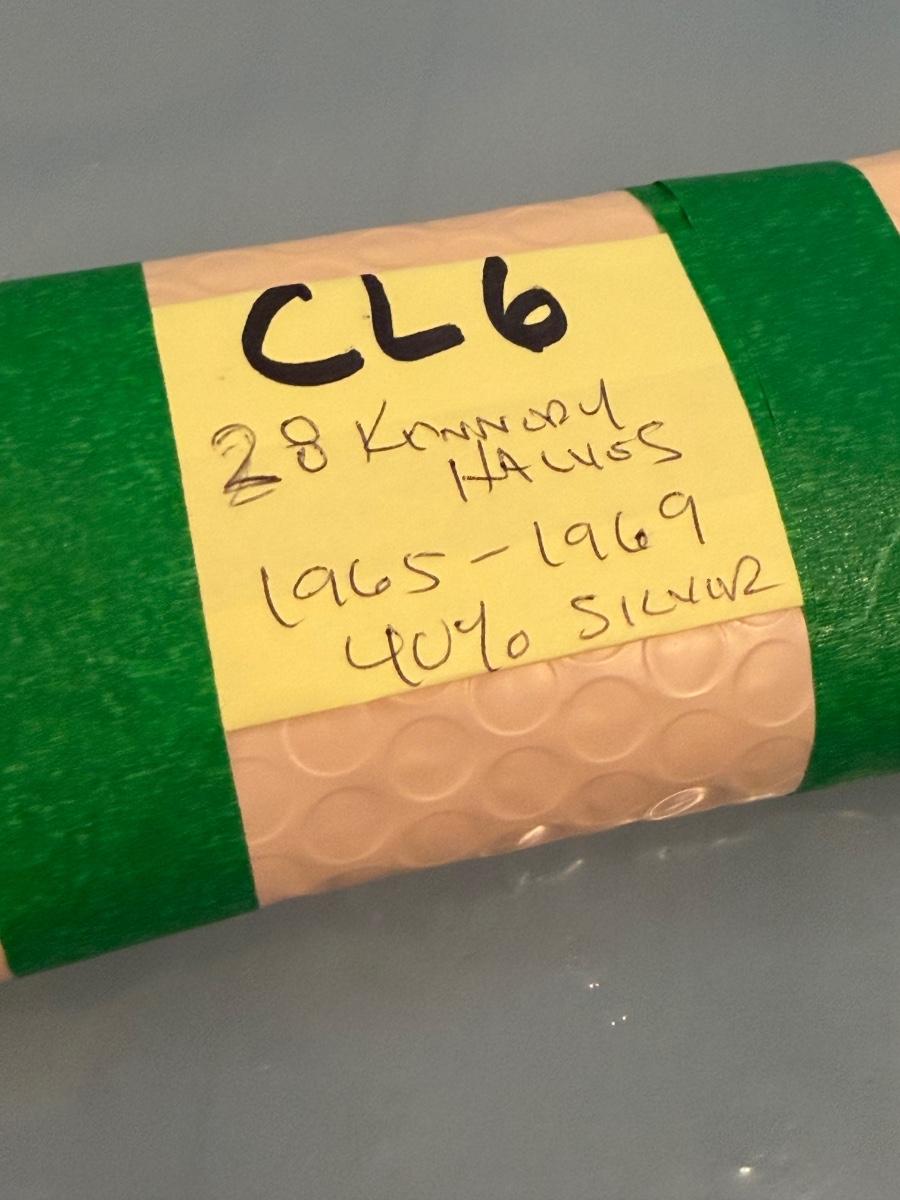 CL6
28 KENNEDY
HALVES
1965-1969
40% SILVER